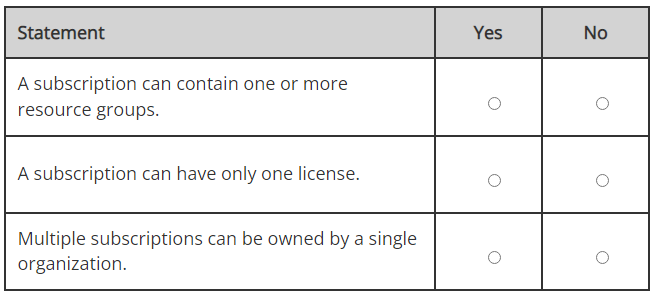 Statement Yes No
A subscription can contain one or more
resource groups.
A subscription can have only one license.
Multiple subscriptions can be owned by a single
organization.